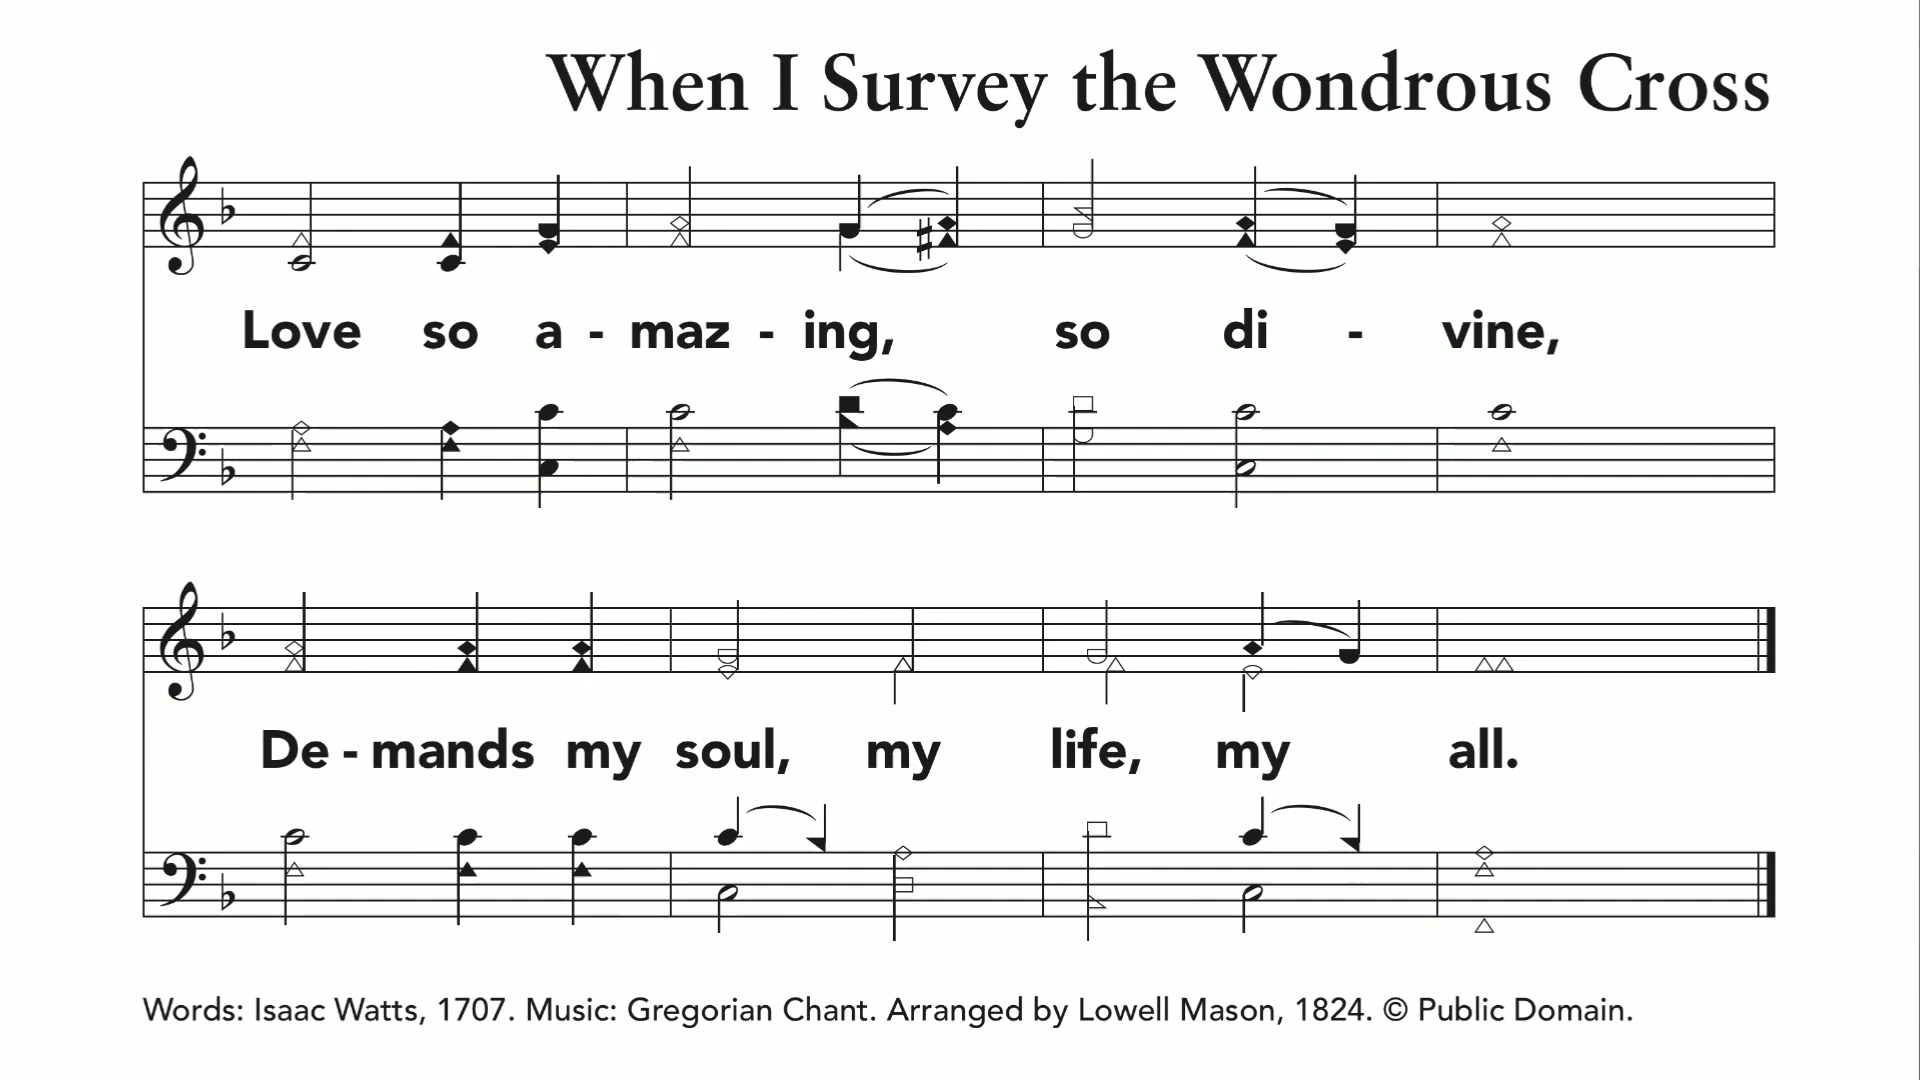 When I Survey the Wondrous Cross
Love so a - maz - ing, so di - vine,
De - mands my soul, my life, my all.
Words: Isaac Watts, 1707. Music: Gregorian Chant. Arranged by Lowell Mason, 1824. © Public Domain.